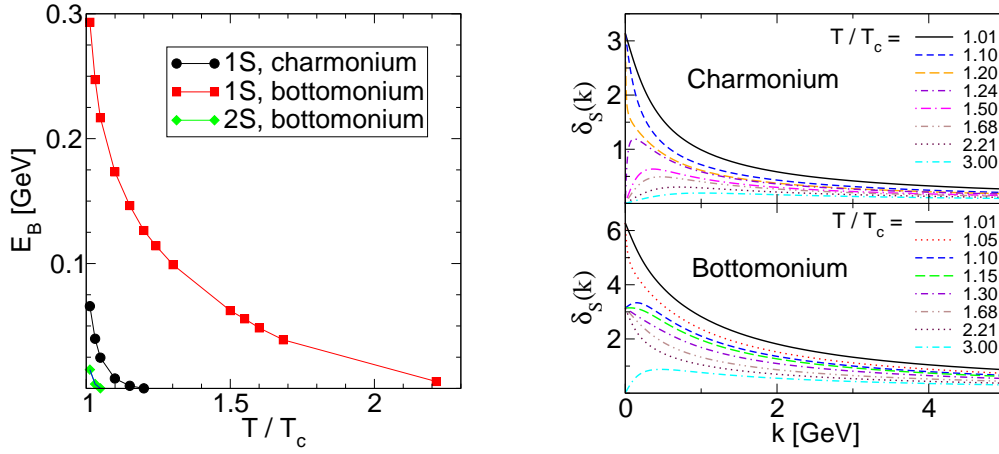 0.3
0.2
0.1
E_B [GeV]
1S, charmonium
1S, bottomonium
2S, bottomonium
1
1.5
2
T / T_c
3
2
1
δ_S(k)
Charmonium
T / T_c =
1.01
1.10
1.20
1.24
1.50
1.68
2.21
3.00
6
4
2
δ_S(k)
Bottomonium
T / T_c =
1.01
1.05
1.10
1.15
1.30
1.68
2.21
3.00
0
2
4
k [GeV]